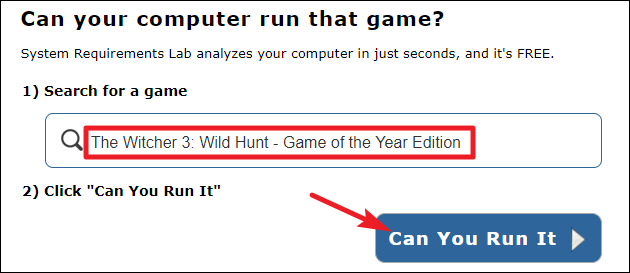 Can your computer run that game?
System Requirements Lab analyzes your computer in just seconds, and it's FREE.
1) Search for a game
The Witcher 3: Wild Hunt - Game of the Year Edition
2) Click "Can You Run It"
Can You Run It